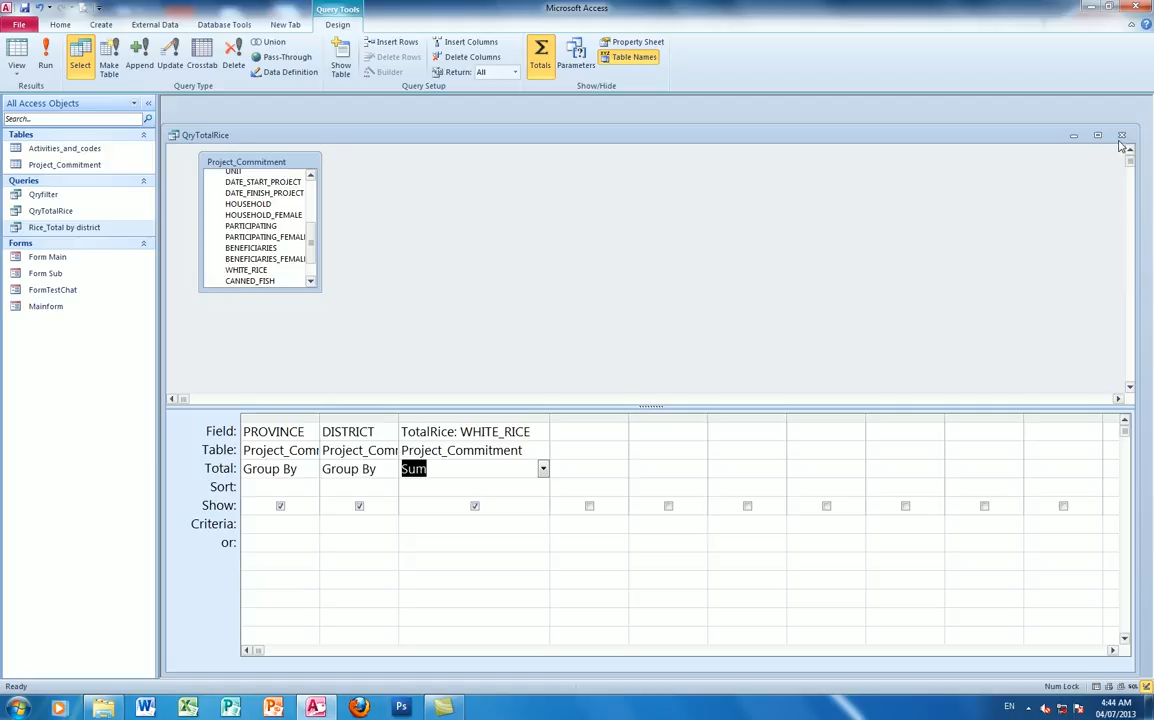 Query Tools
Microsoft Access
File Home Create External Data Database Tools New Tab Design
View
Run
Select
Make Table
Append
Update
Crosstab
Delete
Union
Pass-Through
Data Definition
Show Table
Insert Rows
Delete Rows
Builder
Insert Columns
Delete Columns
Return: All
Totals
Parameters
Property Sheet
Table Names
Results
Query Type
Query Setup
Show/Hide
All Access Objects
Search...
Tables
Activities_and_codes
Project_Commitment
Queries
Qryfilter
QryTotalRice
Rice_Total by district
Forms
Form Main
Form Sub
FormTestChat
Mainform
QryTotalRice
Project_Commitment
UNIT
DATE_START_PROJECT
DATE_FINISH_PROJECT
HOUSEHOLD
HOUSEHOLD_FEMALE
PARTICIPATING
PARTICIPATING_FEMAL
BENEFICIARIES
BENEFICIARIES_FEMAL
WHITE_RICE
CANNED_FISH
Field: PROVINCE DISTRICT TotalRice: WHITE_RICE
Table: Project_Comm Project_Comm Project_Commitment
Total: Group By Group By Sum
Sort:
Show:
Criteria:
or:
Ready
Num Lock
SQL
EN
4:44 AM
04/07/2013